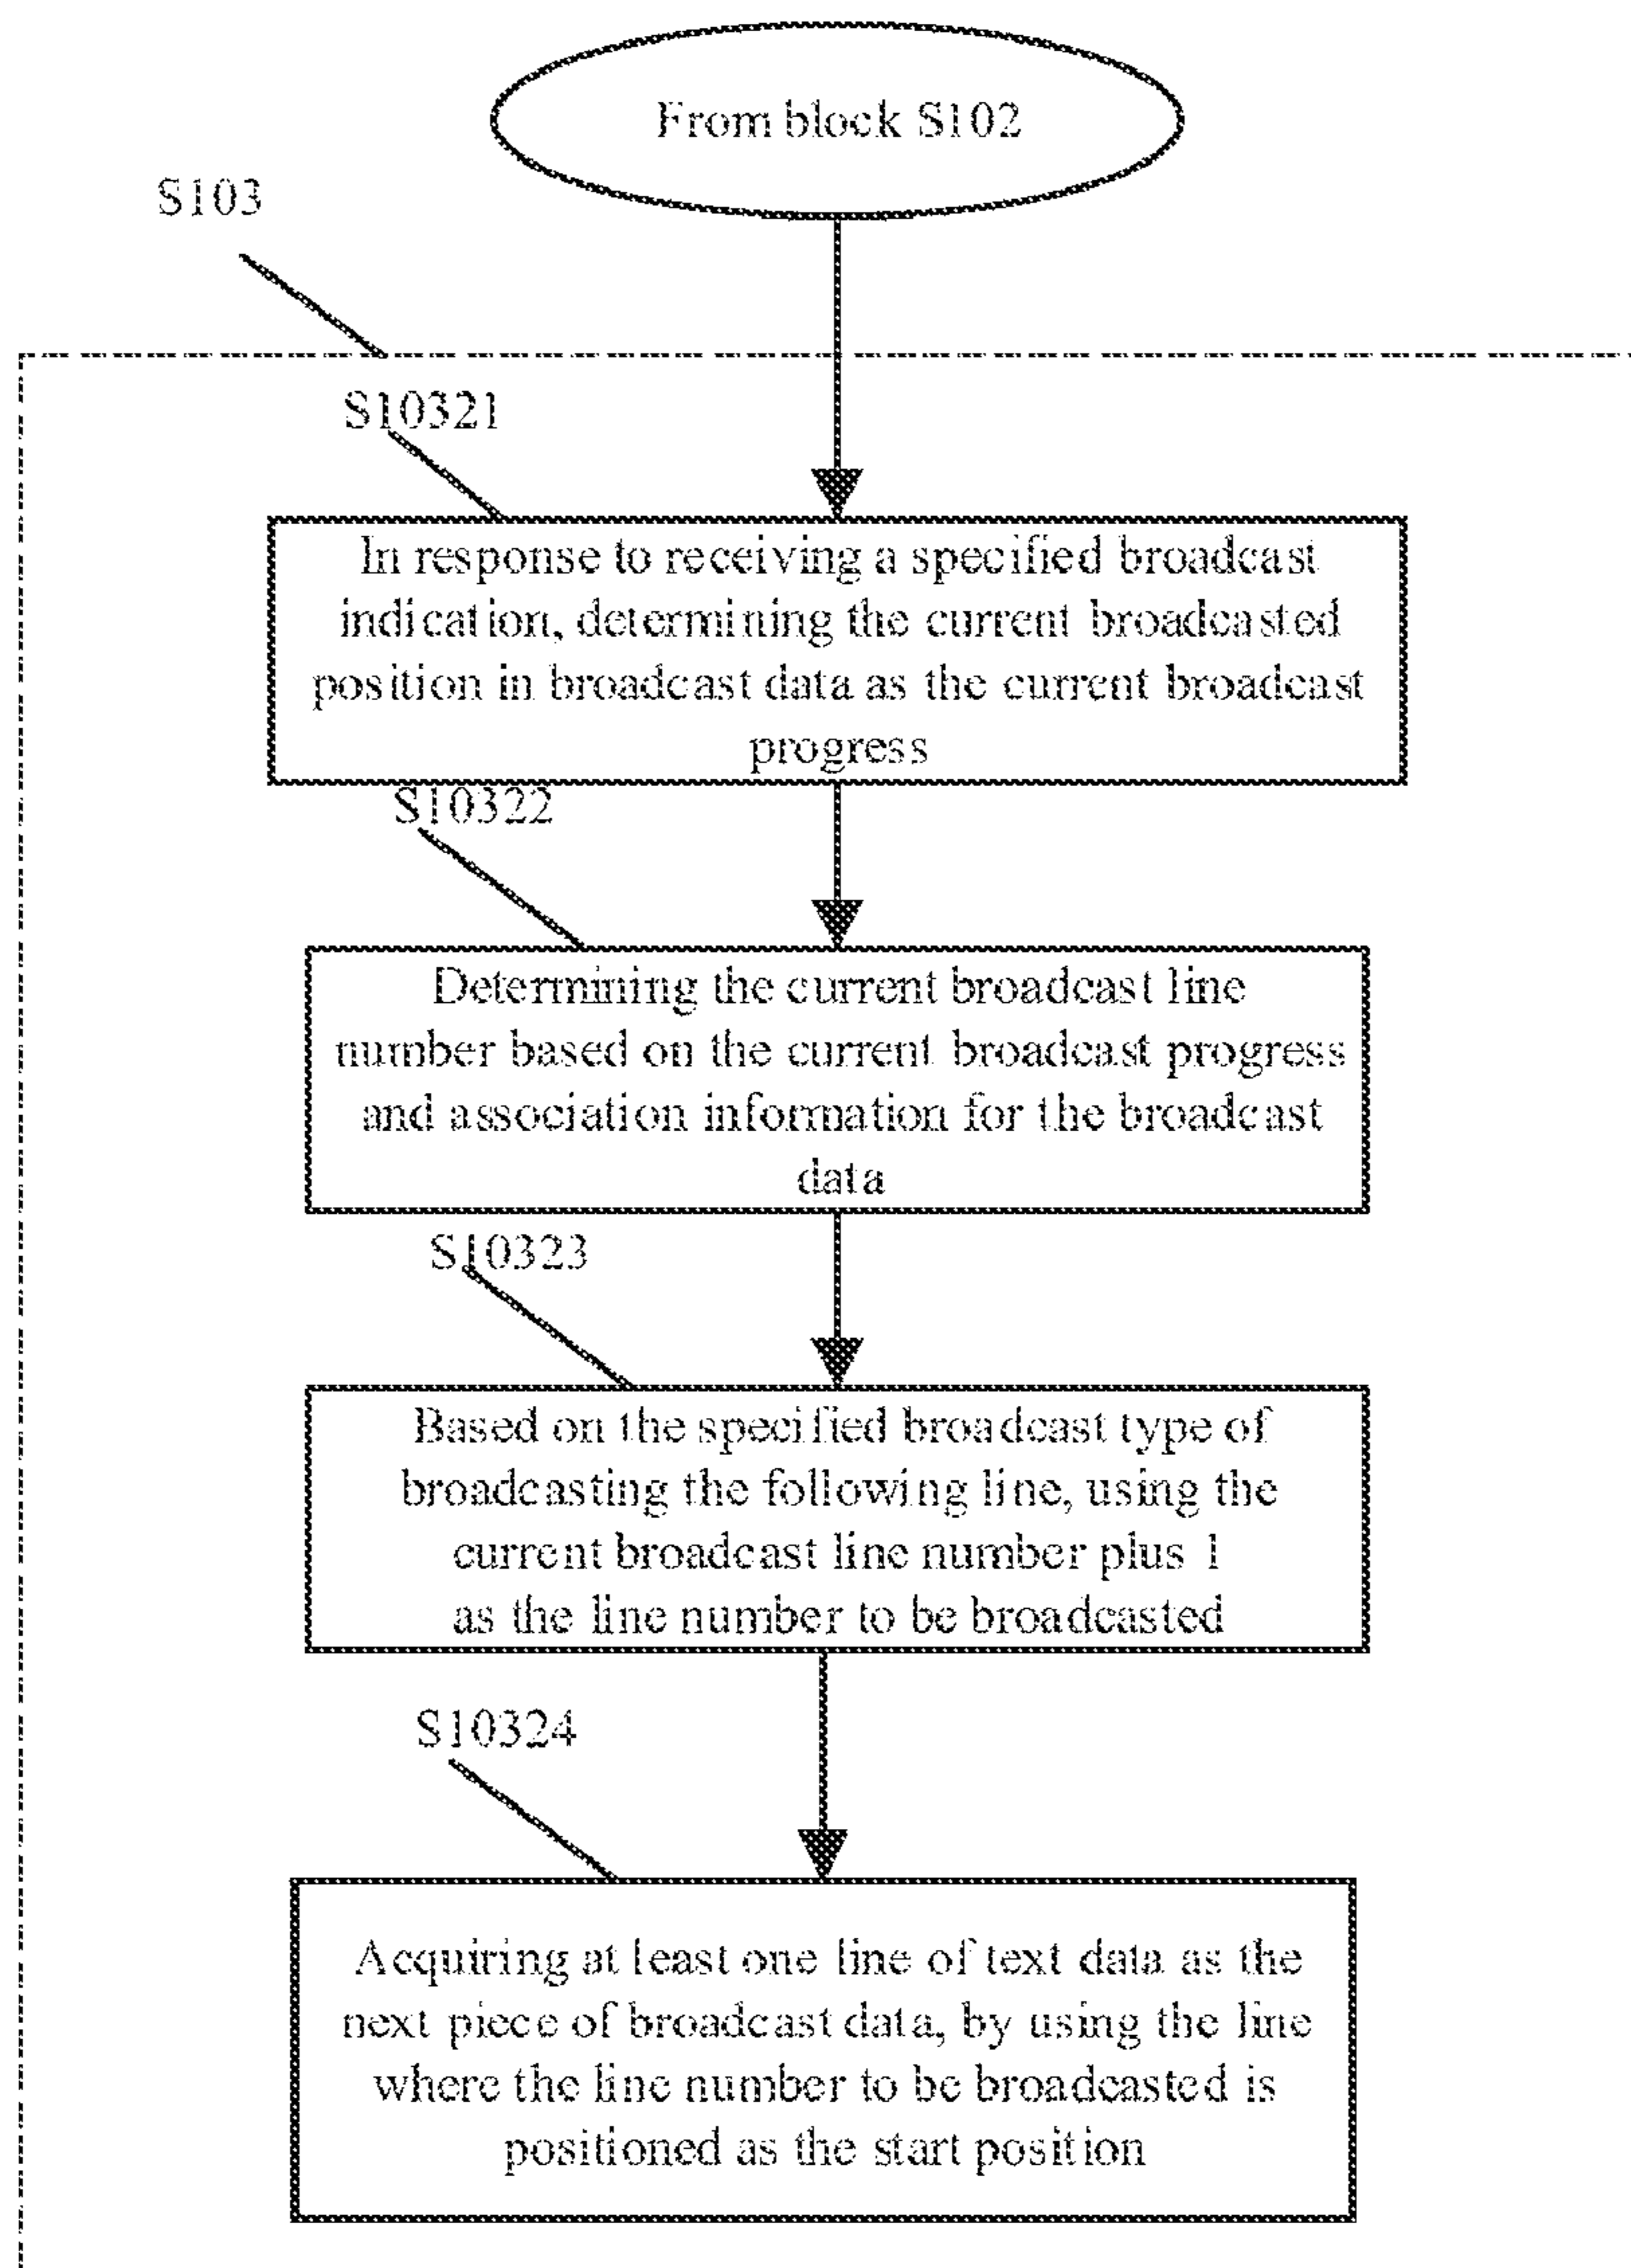 From block S102
S103
S10321
In response to receiving a specified broadcast
indication, determining the current broadcasted
position in broadcast data as the current broadcast
progress
S10322
Determining the current broadcast line
number based on the current broadcast progress
and association information for the broadcast
data
S10323
Based on the specified broadcast type of
broadcasting the following line, using the
current broadcast line number plus 1
as the line number to be broadcasted
S10324
Acquiring at least one line of text data as the
next piece of broadcast data, by using the line
where the line number to be broadcasted is
positioned as the start position